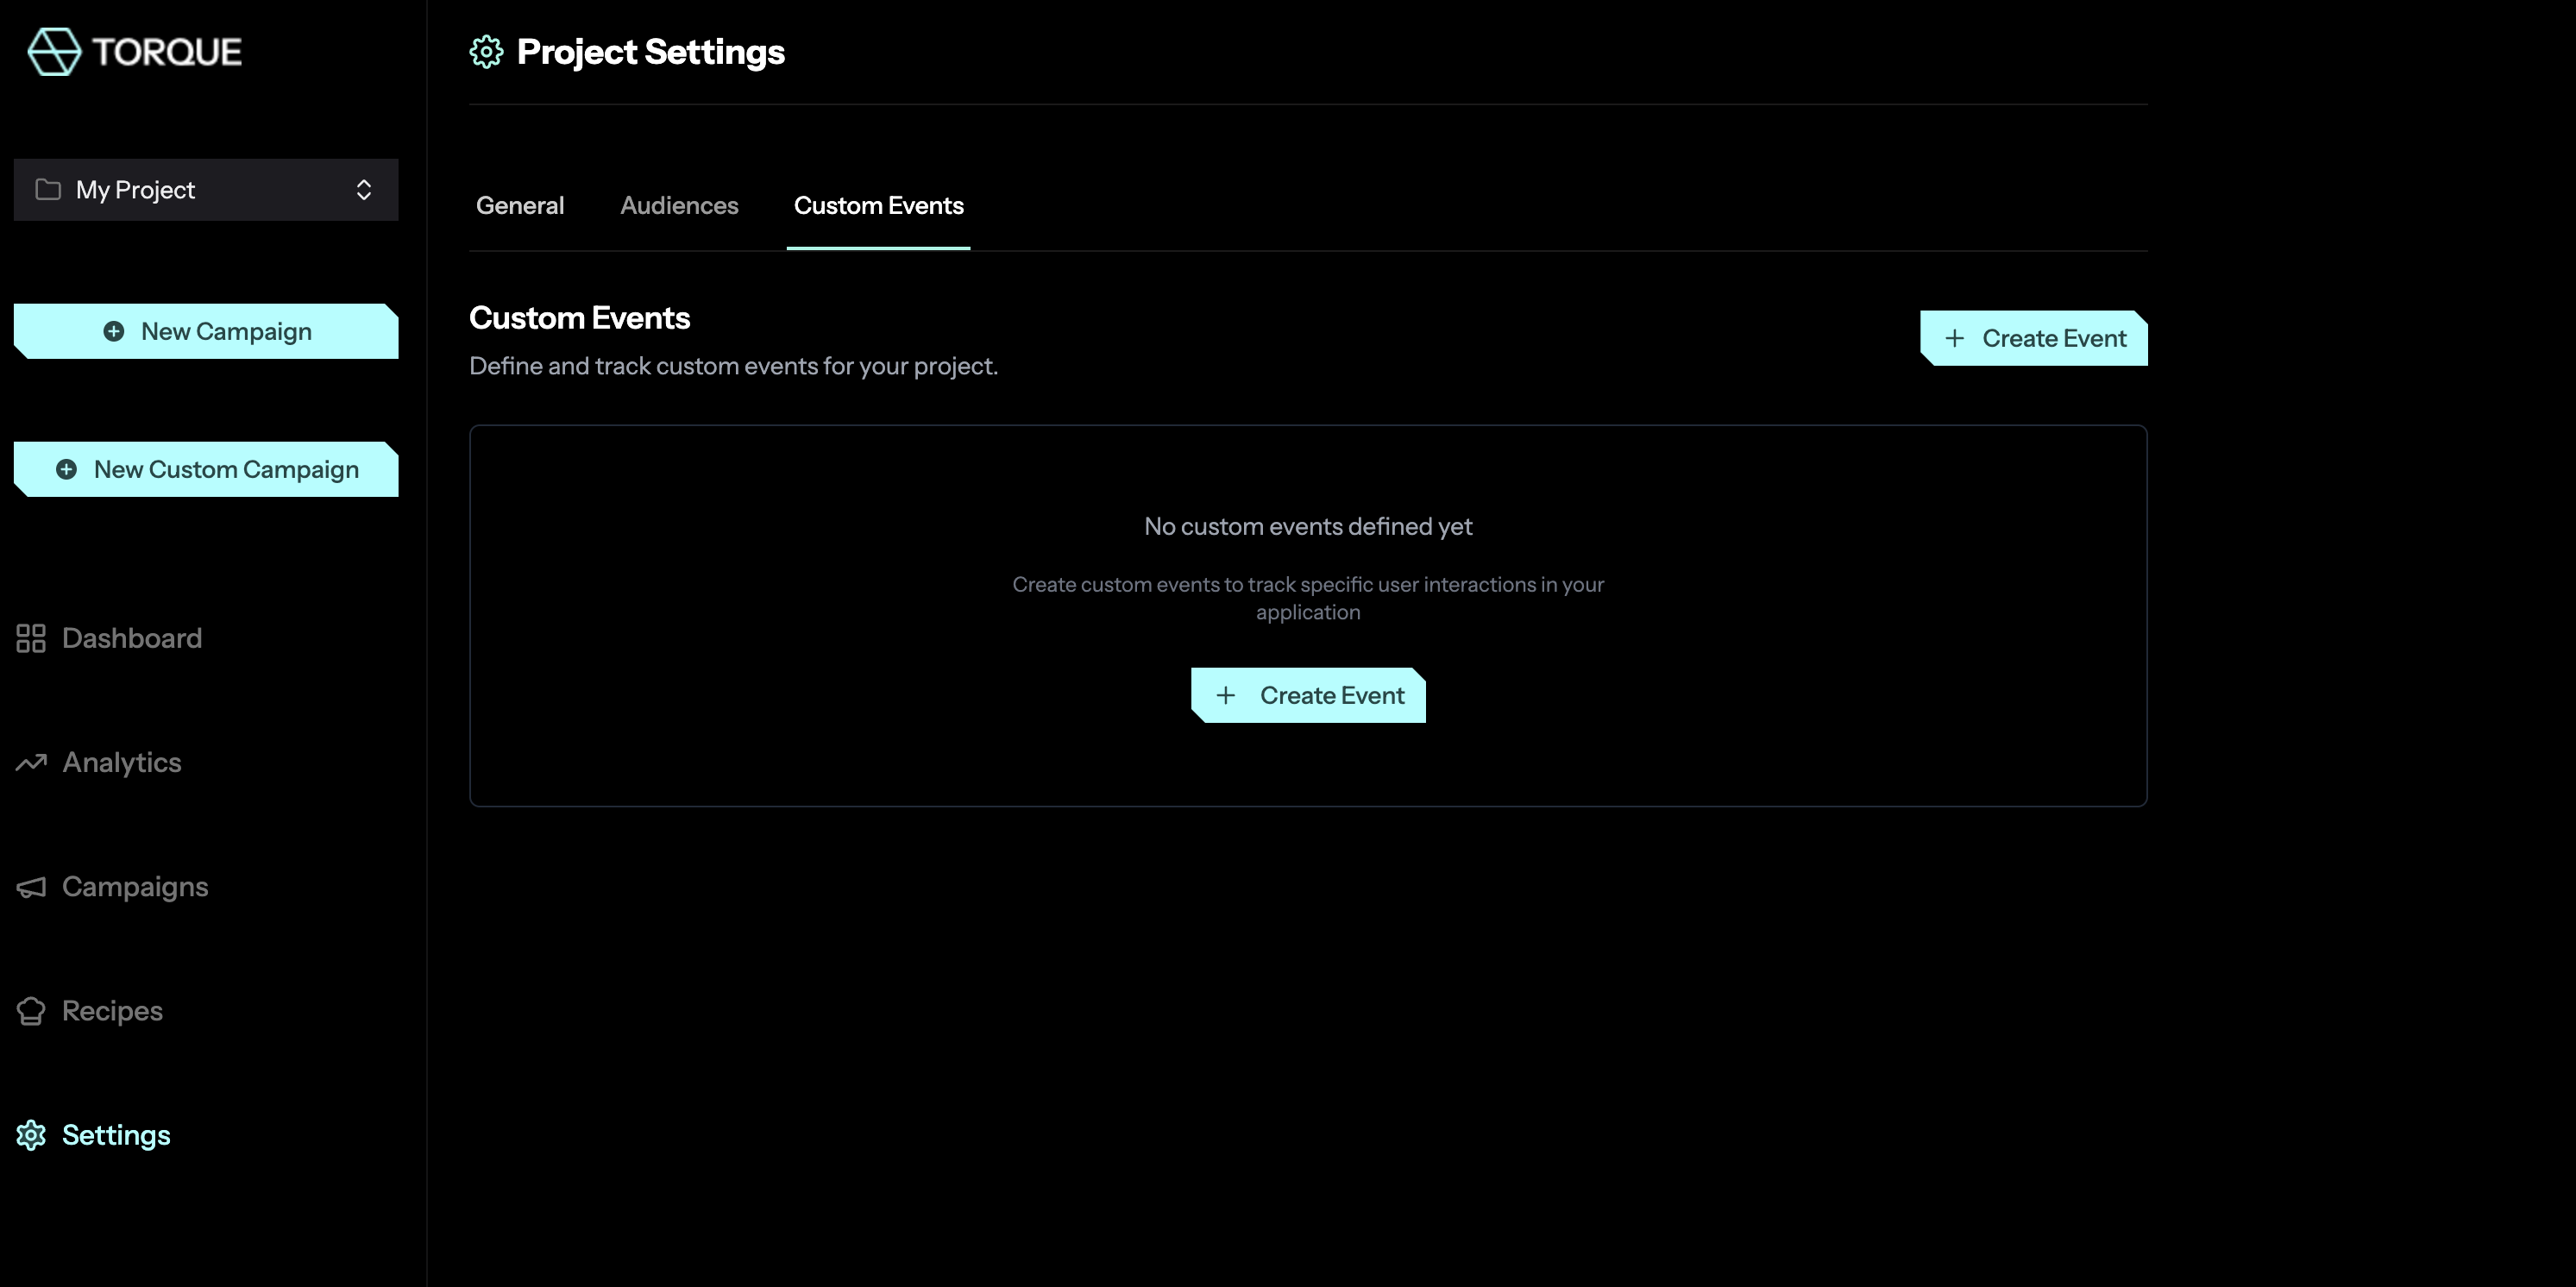 TORQUE
My Project
New Campaign
New Custom Campaign
Dashboard
Analytics
Campaigns
Recipes
Settings
Project Settings
General
Audiences
Custom Events
Custom Events
Define and track custom events for your project.
Create Event
No custom events defined yet
Create custom events to track specific user interactions in your
application
Create Event